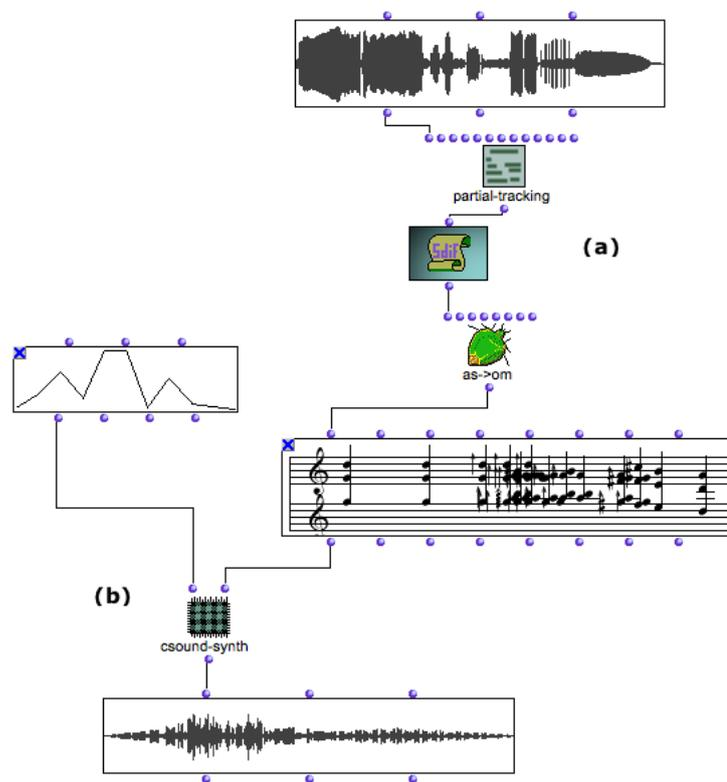 partial-tracking
Sdif
(a)
as->om
(b)
csound-synth